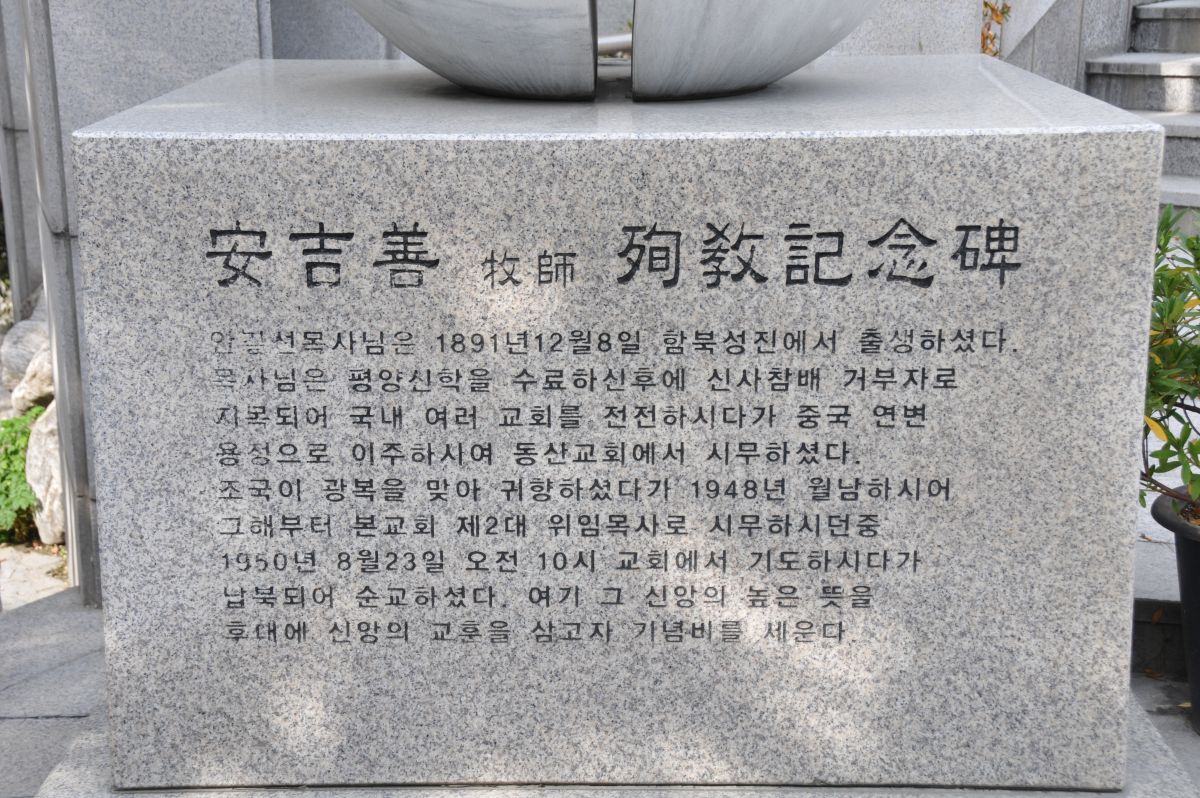 安吉善 牧師 殉敎記念碑
안길선목사님은 1891년12월8일 함북성진에서 출생하셨다.
목사님은 평양신학을 수료하신후에 신사참배 거부자로
지목되어 국내 여러 교회를 전전하시다가 중국 연변
용정으로 이주하시여 동산교회에서 시무하셨다.
조국이 광복을 맞아 귀향하셨다가 1948년 월남하시어
그해부터 본교회 제2대 위임목사로 시무하시던중
1950년 8월23일 오전 10시 교회에서 기도하시다가
납북되어 순교하셨다. 여기 그 신앙의 높은 뜻을
후대에 신앙의 교훈을 삼고자 기념비를 세운다.